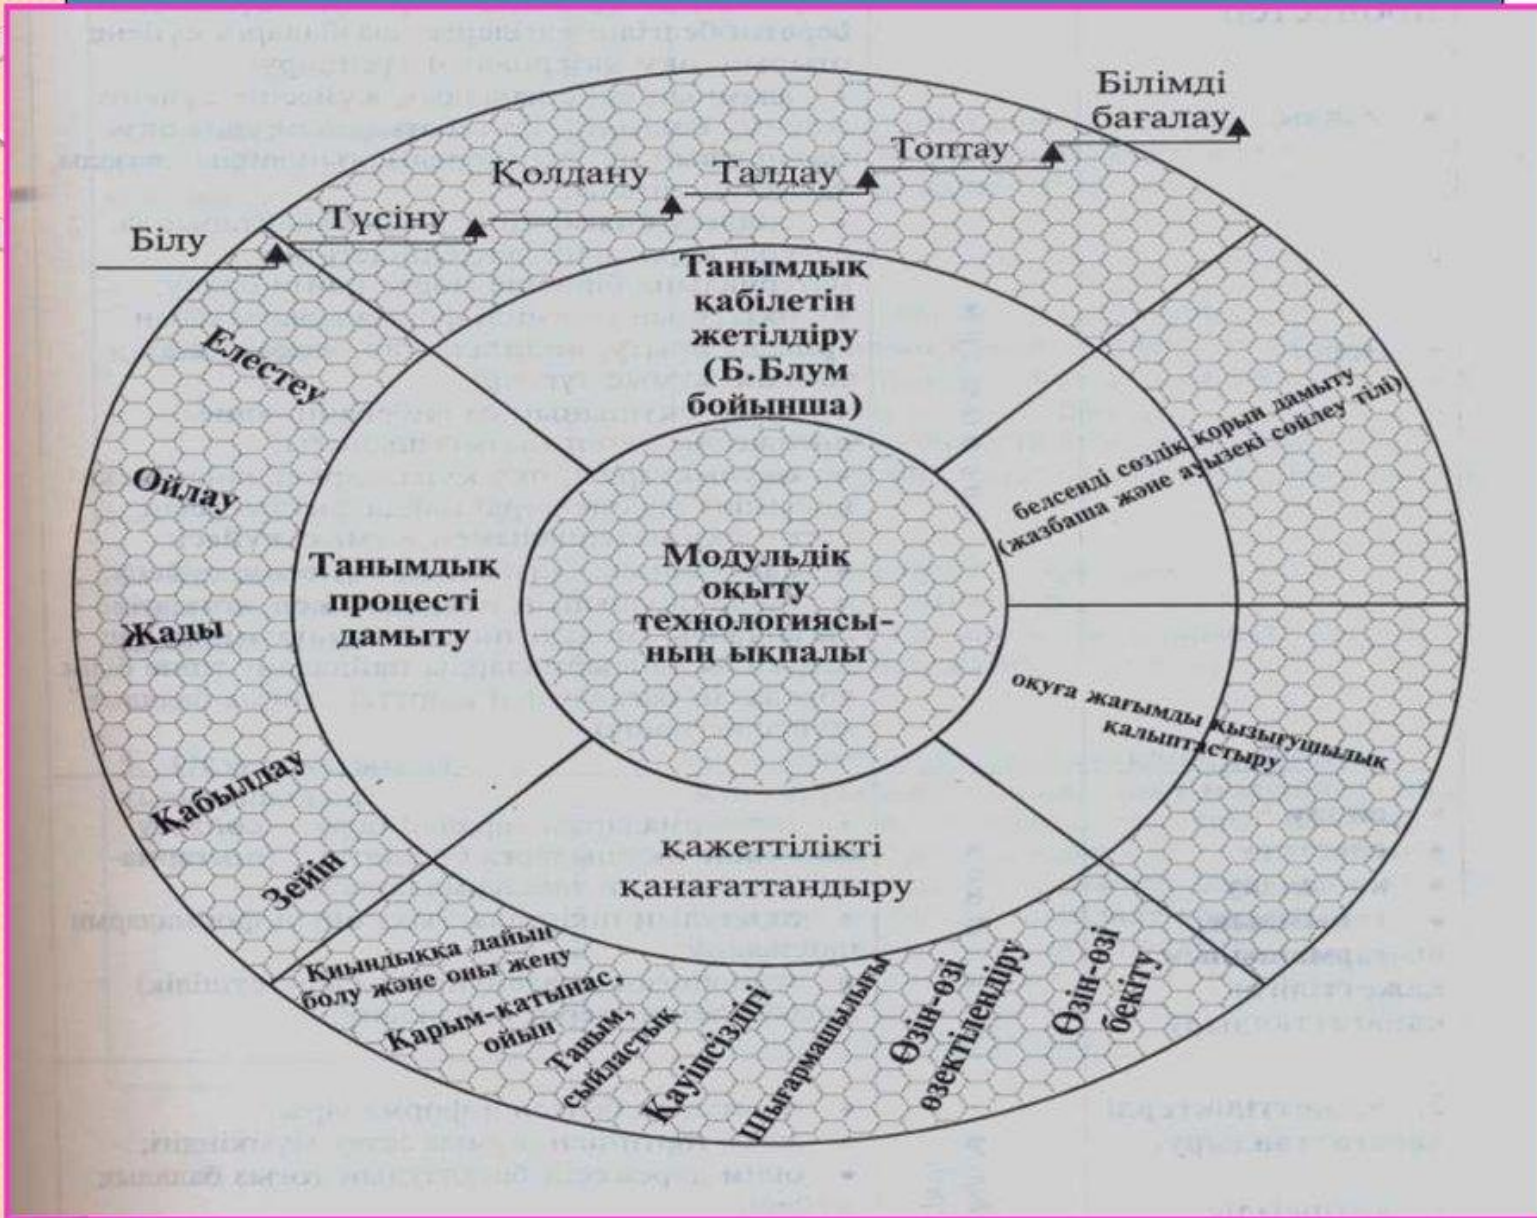 Білімді
бағалау
Топтау
Талдау
Қолдану
Түсіну
Білу
Танымдық
қабілетін
жетілдіру
(Б.Блум
бойынша)
Елестеу
Ойлау
Жады
Қабылдау
Зейін
Танымдық
процесті
дамыту
Модульдік
оқыту
технологиясы-
ның ықпалы
белсенді сөздік қорын дамыту
(жазбаша және ауызекі сөйлеу тілі)
оқуға жағымды қызығушылық
қалыптастыру
қажеттілікті
қанағаттандыру
Қиындыққа дайын
болу және оны жеңу
Қарым-қатынас,
ойын
Таным,
сыйластық
Қауіпсіздігі
Шығармашылығы
Өзін-өзі
өзектілендіру
Өзін-өзі
бекіту